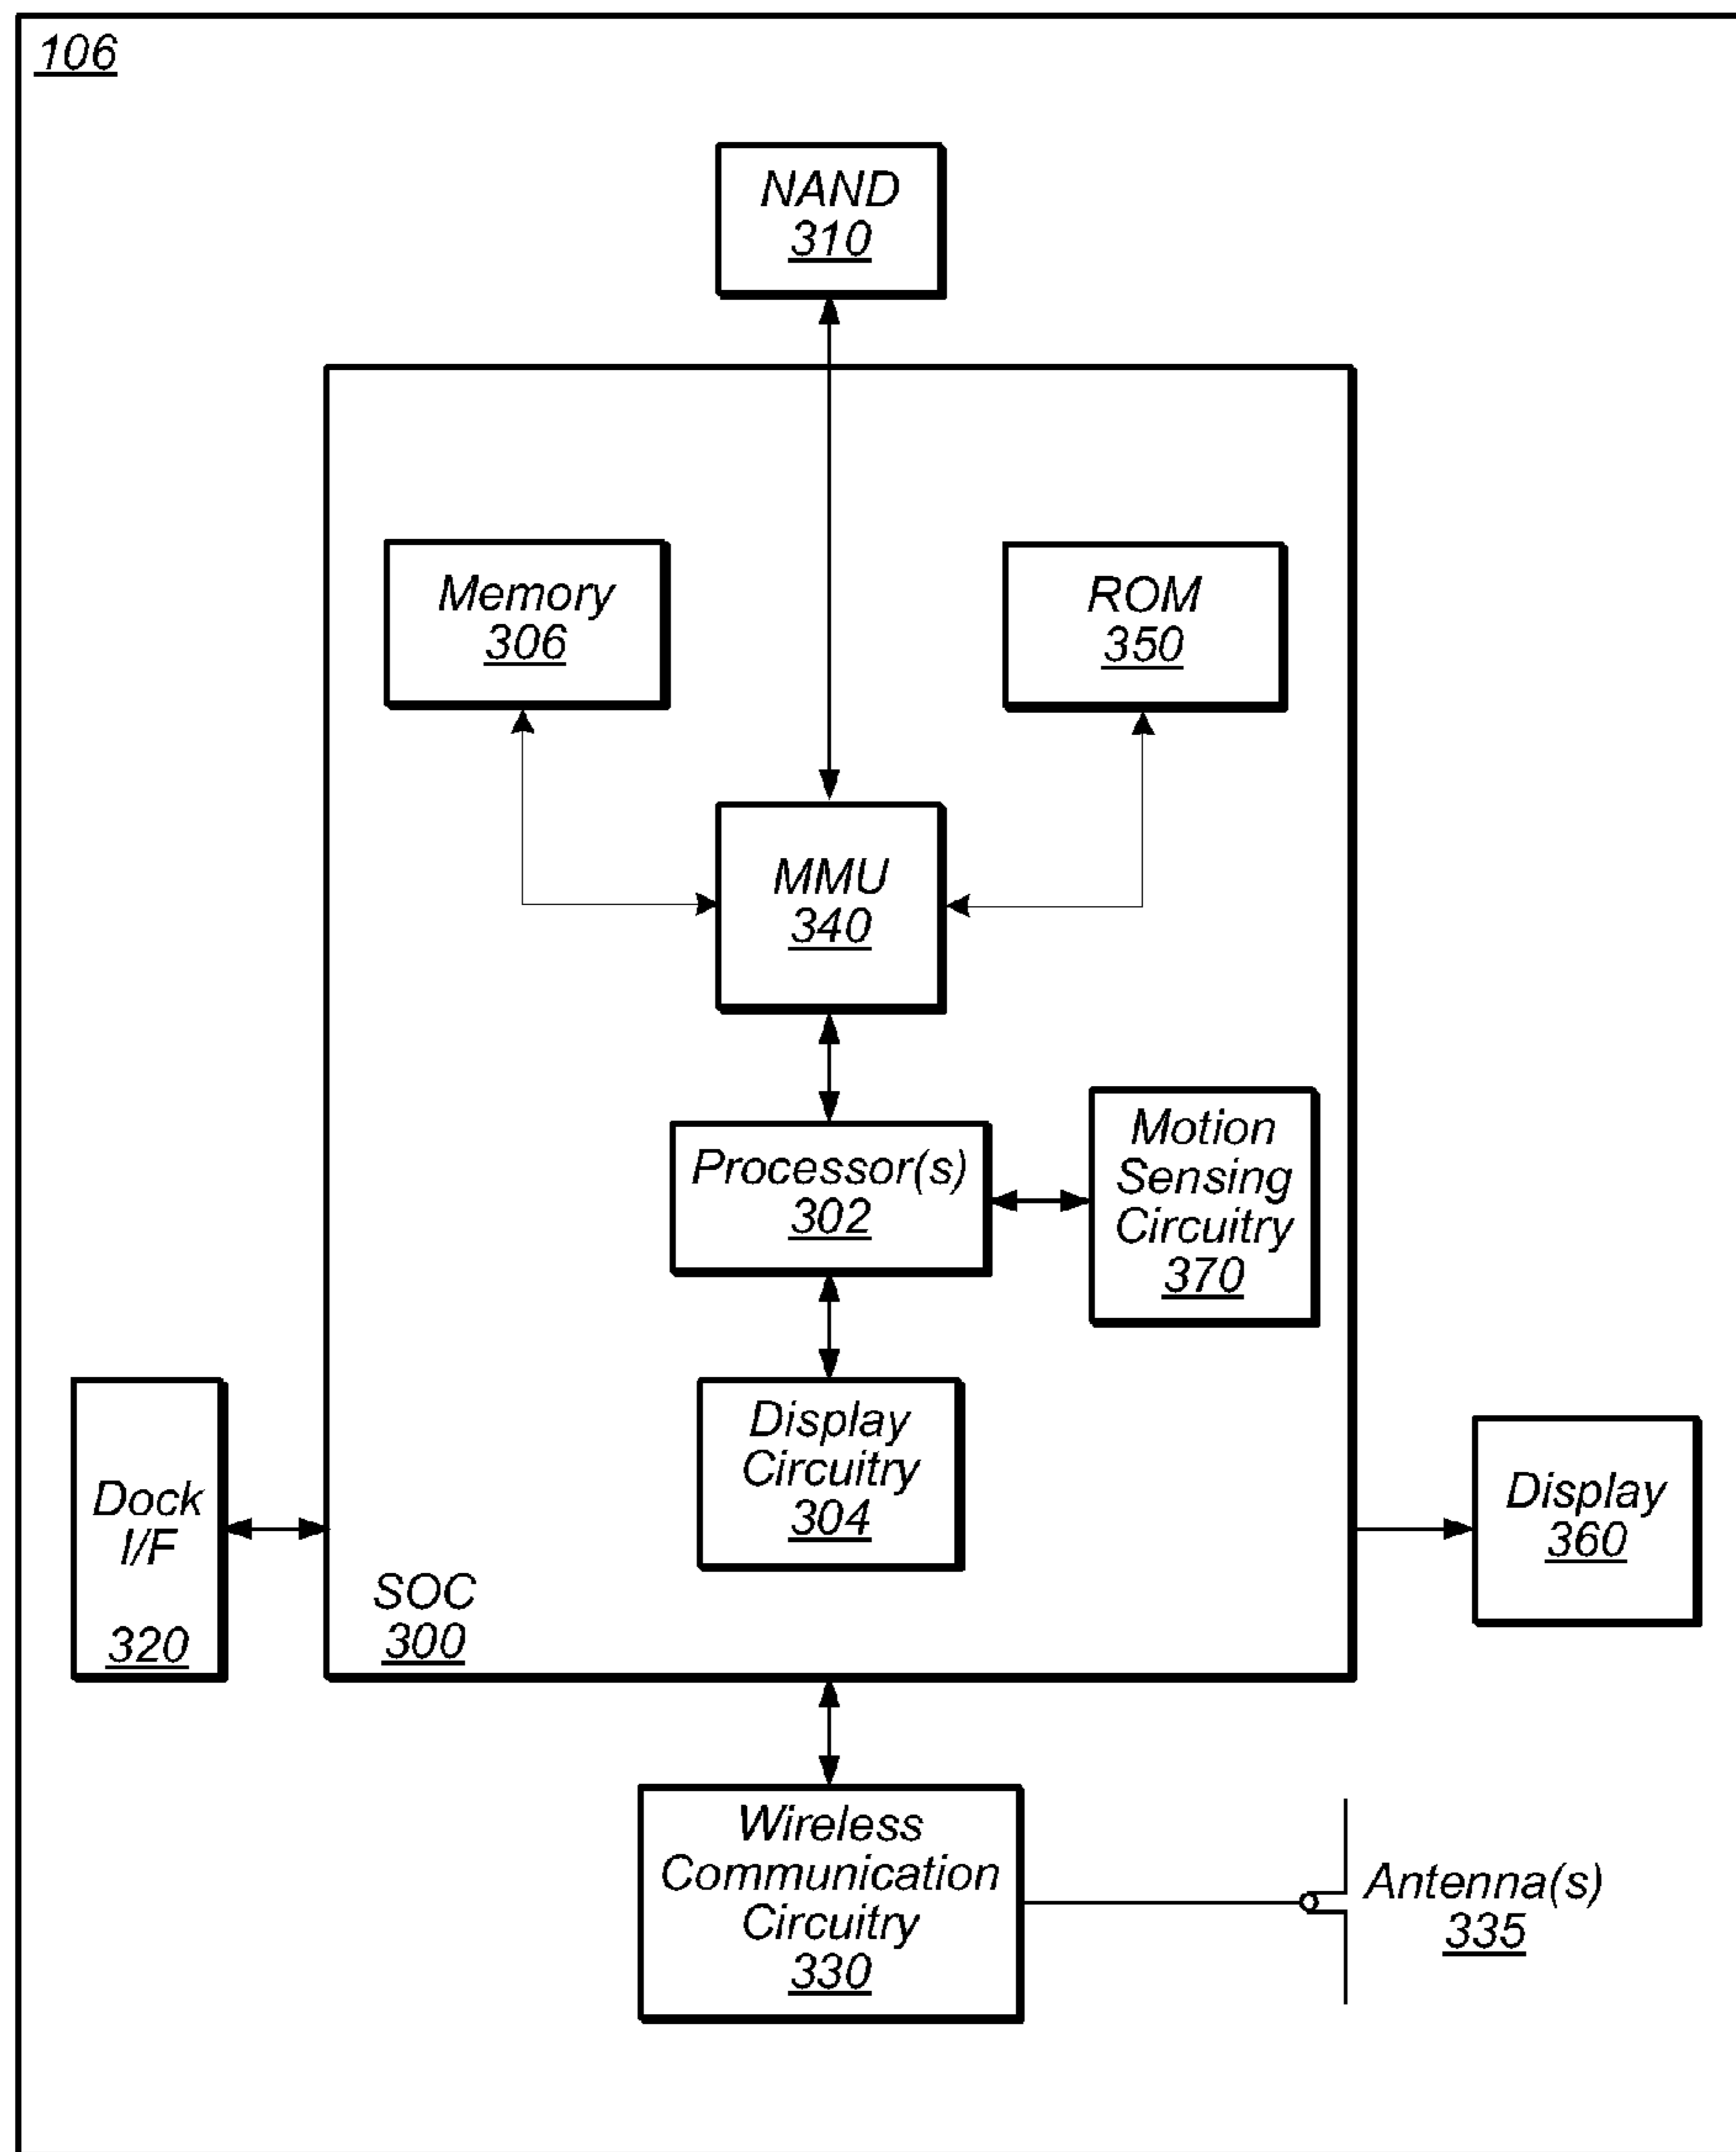 106
NAND
310
Memory
306
ROM
350
MMU
340
Processor(s)
302
Motion
Sensing
Circuitry
370
Display
Circuitry
304
Dock
I/F
320
SOC
300
Display
360
Wireless
Communication
Circuitry
330
Antenna(s)
335